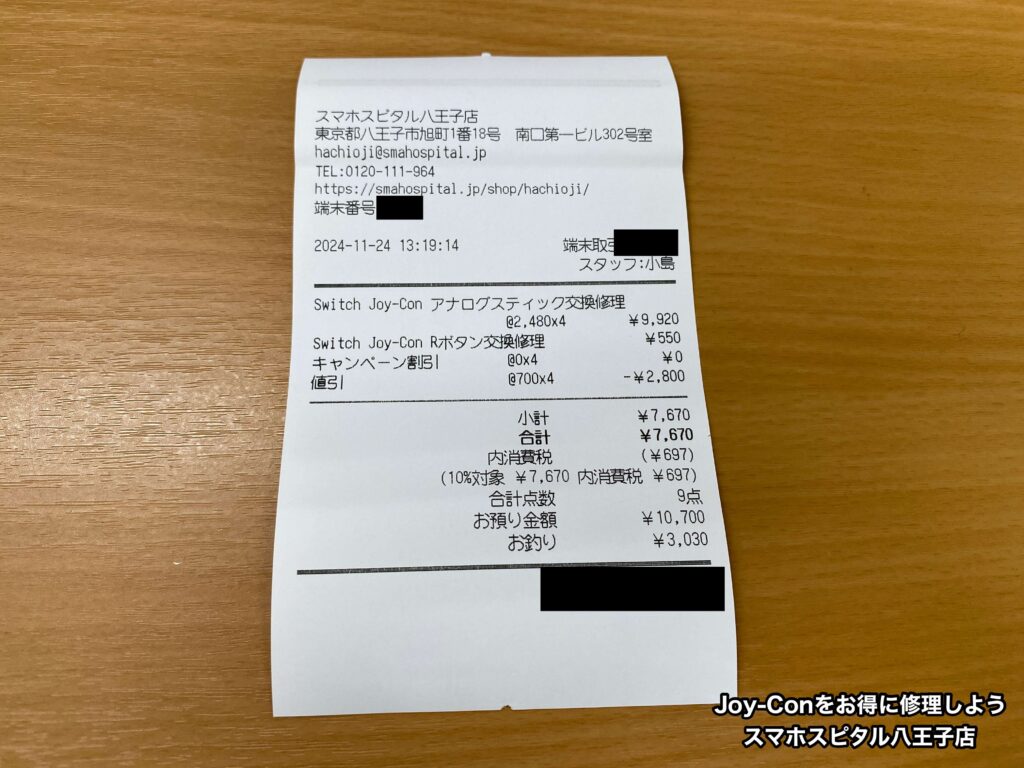 スマホスピタル八王子店
東京都八王子市旭町1番18号 南口第一ビル302号室
hachioji@smahospital.jp
TEL:0120-111-964
https://smahospital.jp/shop/hachioji/
端末番号
2024-11-24 13:19:14 端末取引
スタッフ:小島
Switch Joy-Con アナログスティック交換修理
@2,480x4 ¥9,920
Switch Joy-Con Rボタン交換修理 ¥550
キャンペーン割引 @0x4 ¥0
値引 @700x4 -¥2,800
小計 ¥7,670
合計 ¥7,670
内消費税 (¥697)
(10%対象 ¥7,670 内消費税 ¥697)
合計点数 9点
お預り金額 ¥10,700
お釣り ¥3,030
Joy-Conをお得に修理しよう
スマホスピタル八王子店